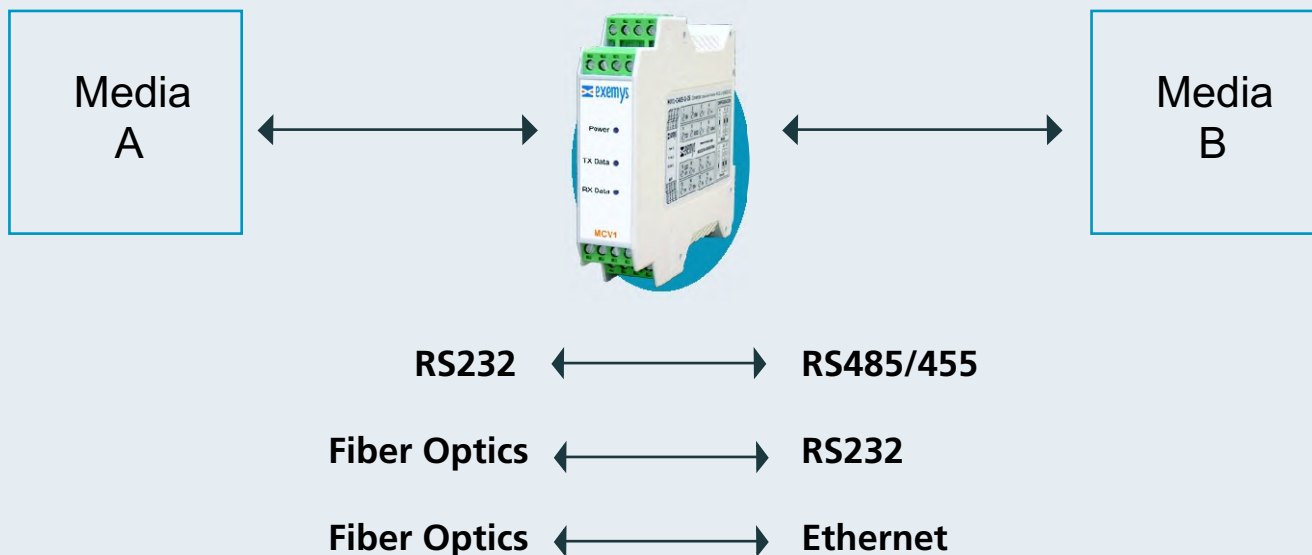 Media
A
exemys
Power
TX Data
RX Data
MCV1
Media
B
RS232
RS485/455
Fiber Optics
RS232
Fiber Optics
Ethernet